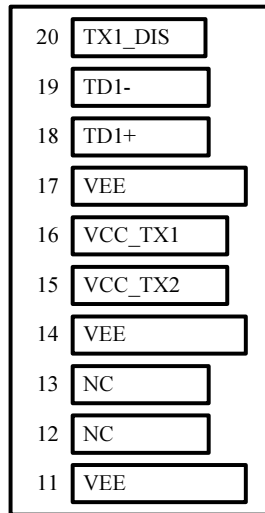 20 TX1_DIS
19 TD1-
18 TD1+
17 VEE
16 VCC_TX1
15 VCC_TX2
14 VEE
13 NC
12 NC
11 VEE